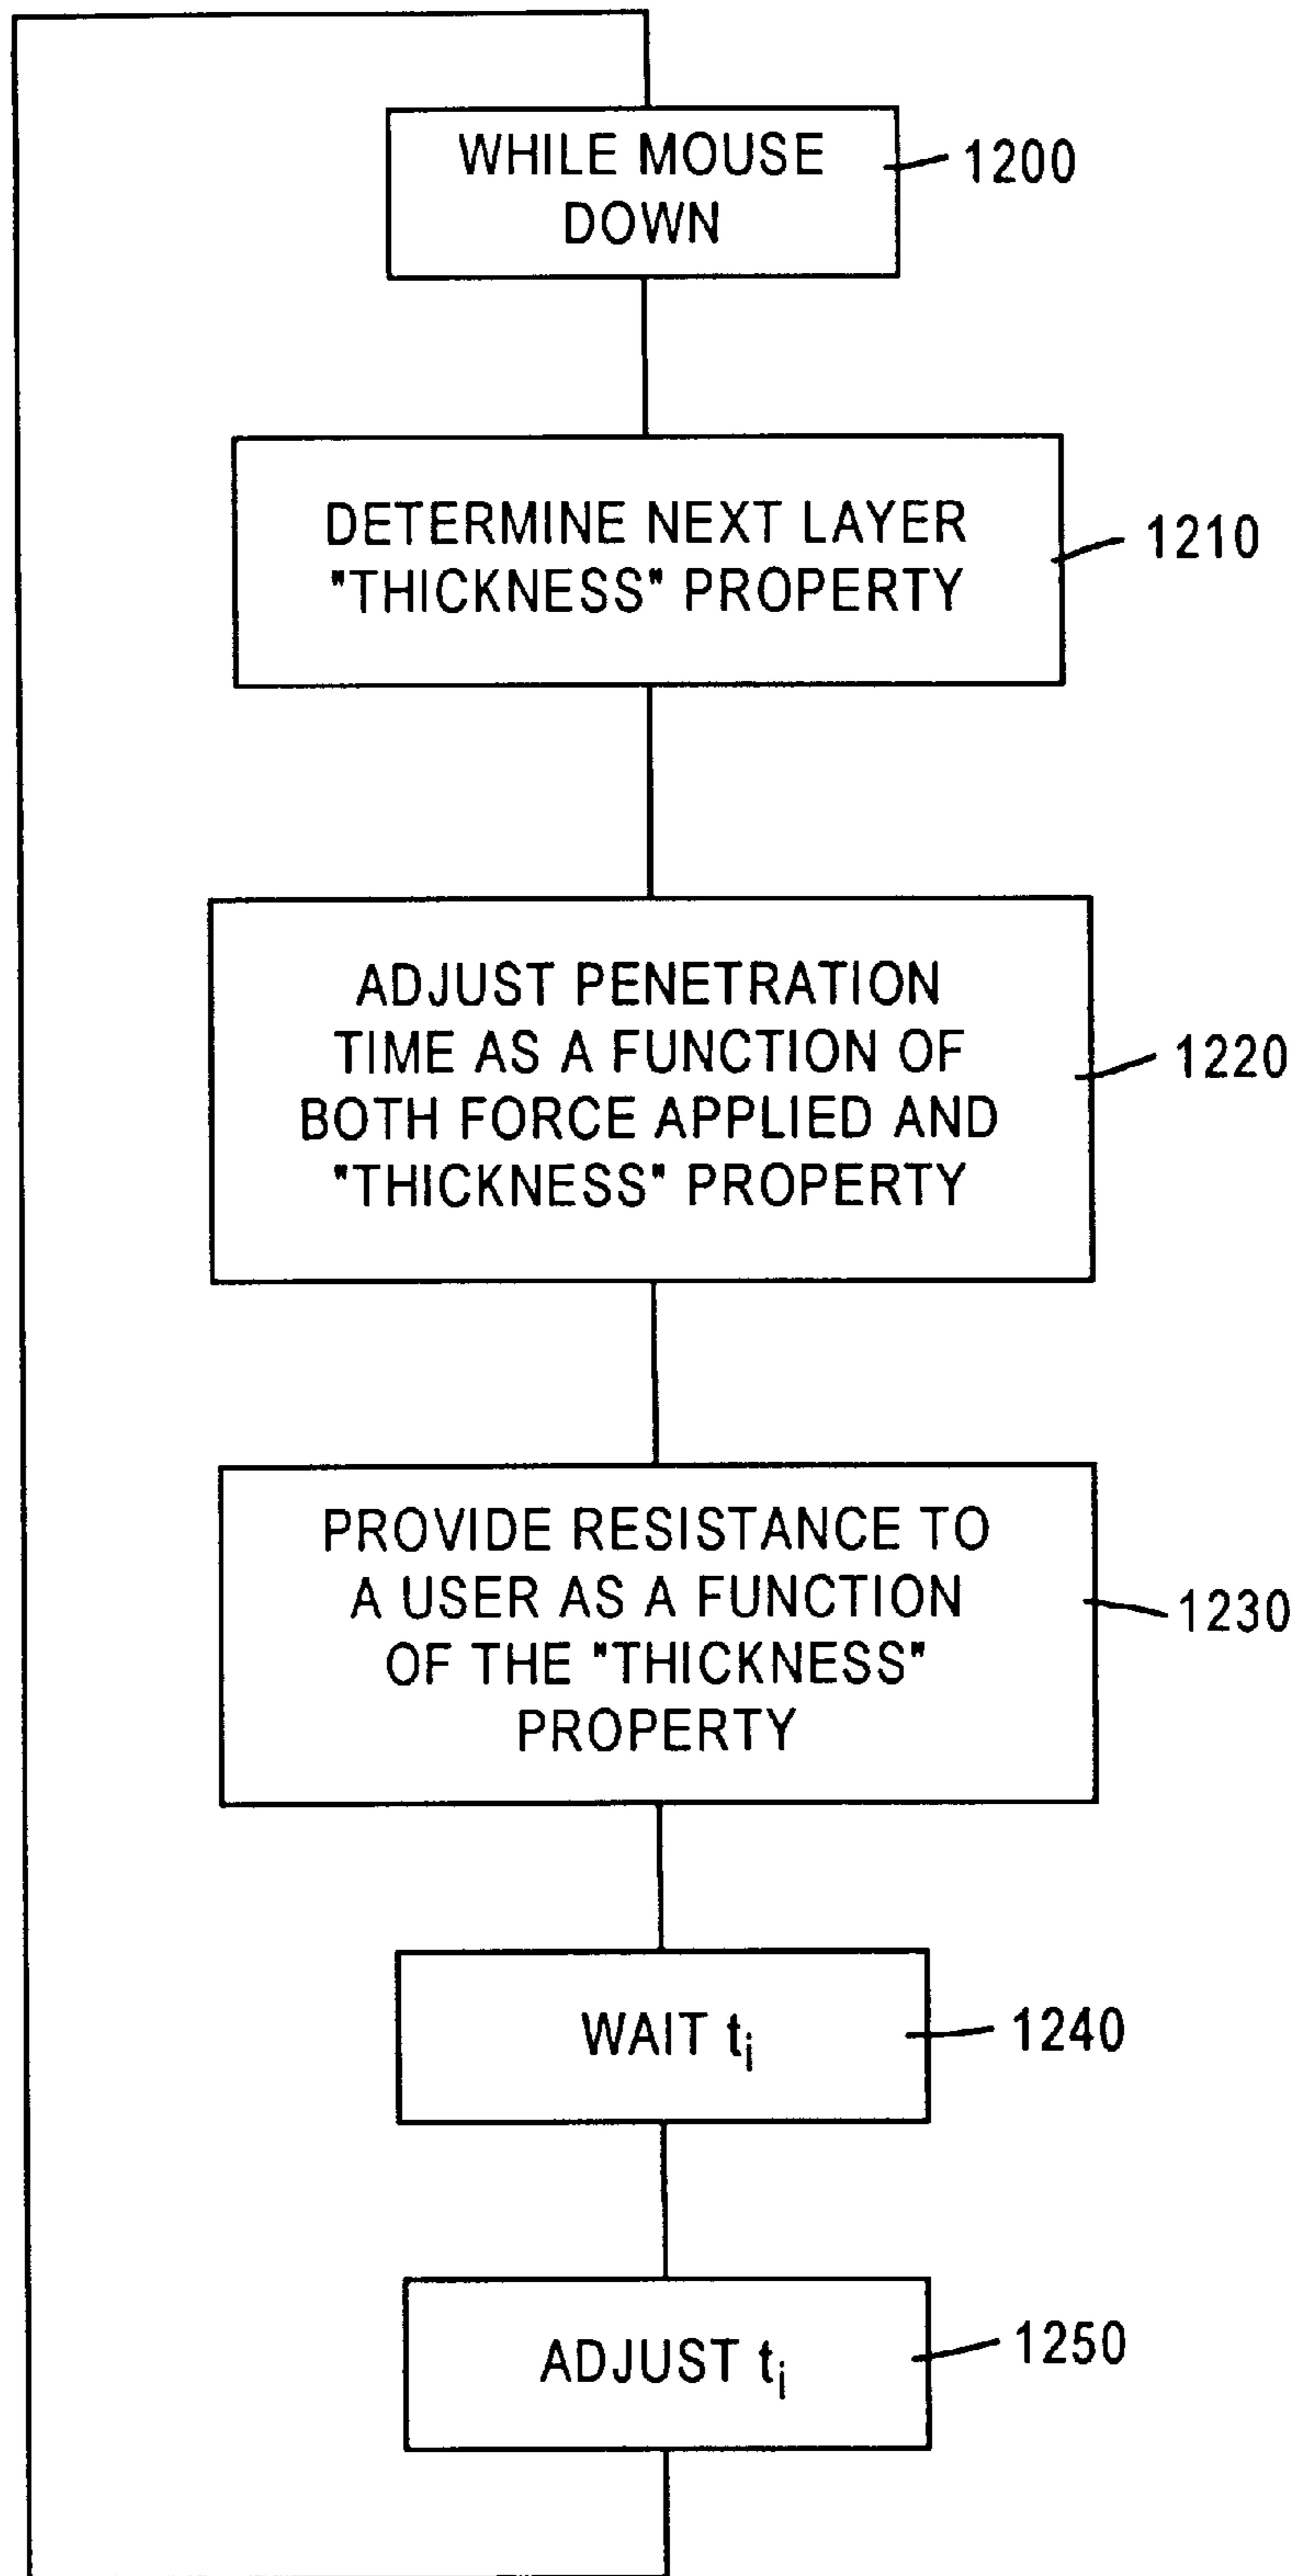 WHILE MOUSE
DOWN
1200
DETERMINE NEXT LAYER
"THICKNESS" PROPERTY
1210
ADJUST PENETRATION
TIME AS A FUNCTION OF
BOTH FORCE APPLIED AND
"THICKNESS" PROPERTY
1220
PROVIDE RESISTANCE TO
A USER AS A FUNCTION
OF THE "THICKNESS"
PROPERTY
1230
WAIT ti
1240
ADJUST ti
1250